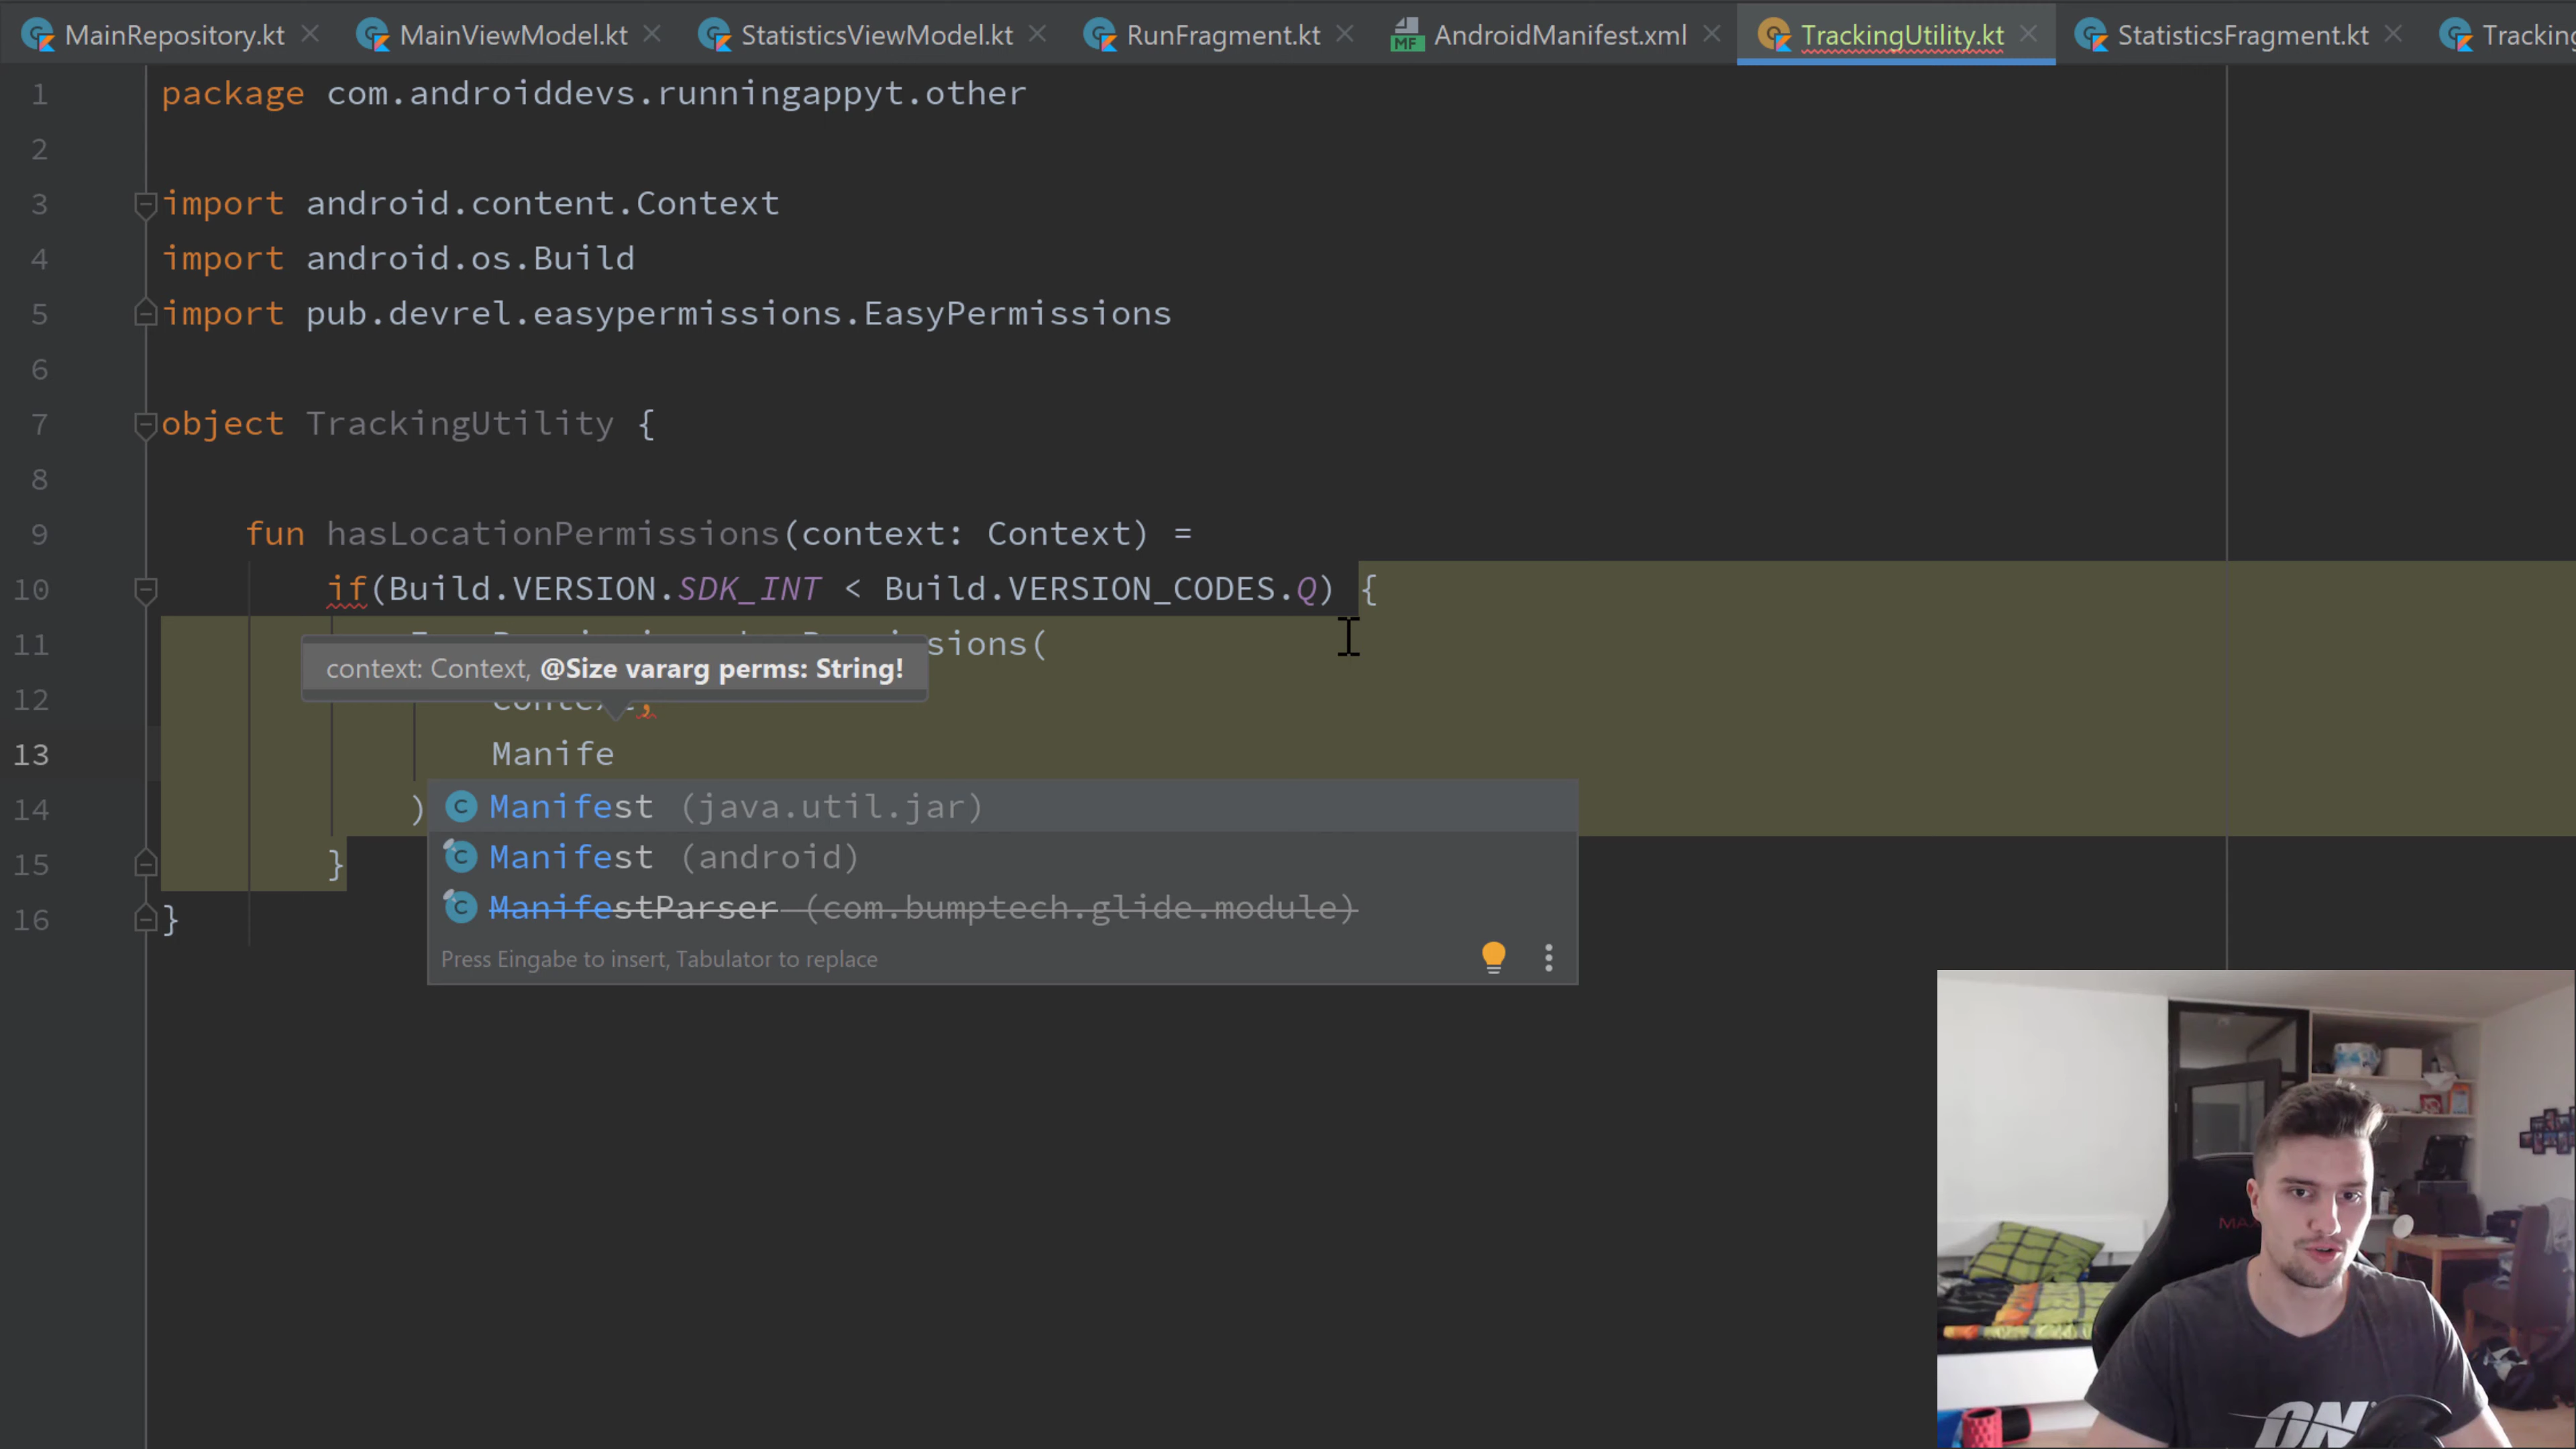 MainRepository.kt MainViewModel.kt StatisticsViewModel.kt RunFragment.kt MF AndroidManifest.xml TrackingUtility.kt StatisticsFragment.kt Tracking
1 package com.androiddevs.runningappyt.other
2
3 import android.content.Context
4 import android.os.Build
5 import pub.devrel.easypermissions.EasyPermissions
6
7 object TrackingUtility {
8
9 fun hasLocationPermissions(context: Context) =
10 if(Build.VERSION.SDK_INT < Build.VERSION_CODES.Q) {
11 sions(
context: Context, @Size vararg perms: String!
12 context,
13 Manife
14 )
Manifest (java.util.jar)
Manifest (android)
15 }
ManifestParser (com.bumptech.glide.module)
16 }
Press Eingabe to insert, Tabulator to replace
ON